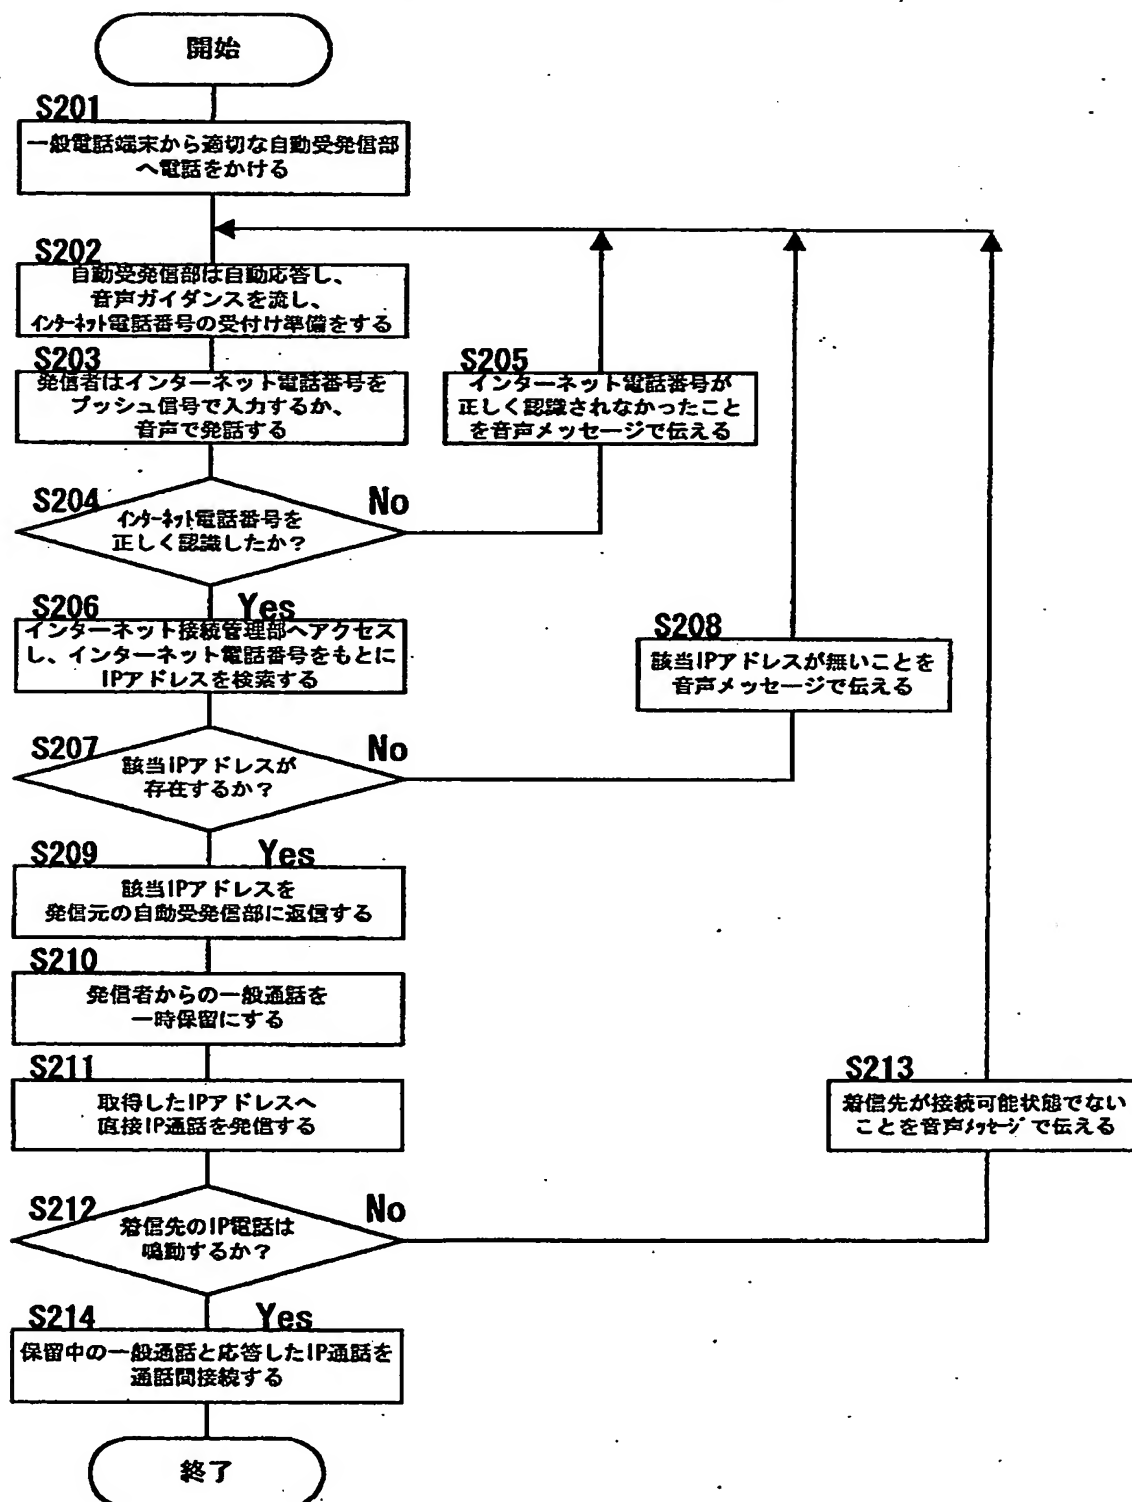 開始
S201
一般電話端末から適切な自動受発信部
へ電話をかける
S202
自動受発信部は自動応答し、
音声ガイダンスを流し、
インターネット電話番号の受付け準備をする
S203
発信者はインターネット電話番号を
プッシュ信号で入力するか、
音声で発話する
S205
インターネット電話番号が
正しく認識されなかったこと
を音声メッセージで伝える
S204
No
インターネット電話番号を
正しく認識したか？
S206
Yes
インターネット接続管理部へアクセス
し、インターネット電話番号をもとに
IPアドレスを検索する
S208
該当IPアドレスが無いことを
音声メッセージで伝える
S207
No
該当IPアドレスが
存在するか？
S209
Yes
該当IPアドレスを
発信元の自動受発信部に返信する
S210
発信者からの一般通話を
一時保留にする
S211
取得したIPアドレスへ
直接IP通話を発信する
S213
着信先が接続可能状態でない
ことを音声メッセージで伝える
S212
No
着信先のIP電話は
鳴動するか？
S214
Yes
保留中の一般通話と応答したIP通話を
通話間接続する
終了